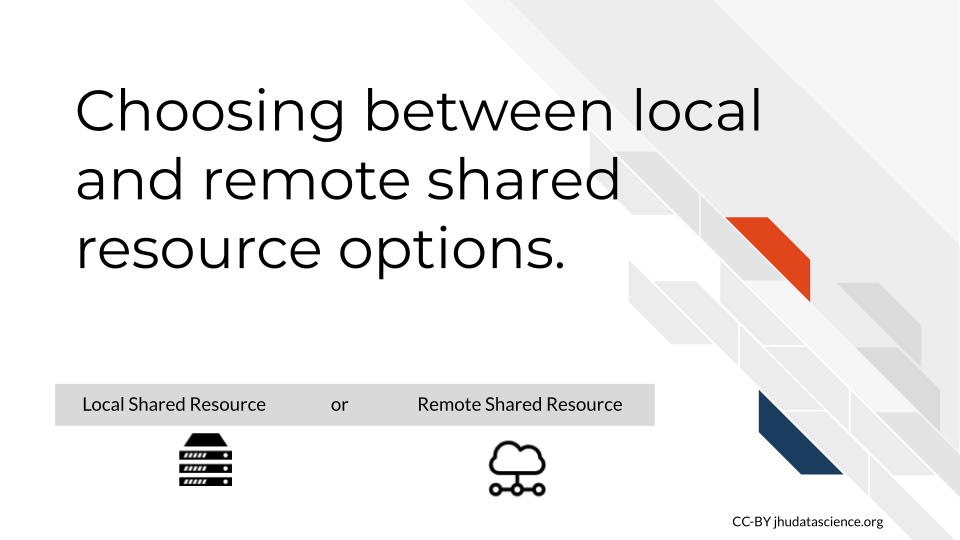 Choosing between local
and remote shared
resource options.
Local Shared Resource or Remote Shared Resource
CC-BY jhudatascience.org